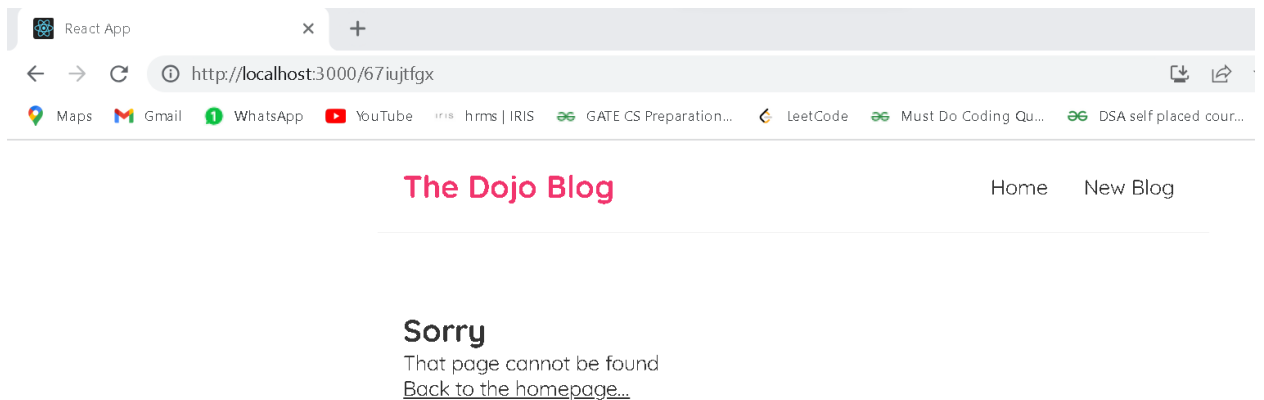 React App
http://localhost:3000/67iujtfgx
Maps Gmail 1 WhatsApp YouTube IRIS hrms | IRIS GATE CS Preparation... LeetCode Must Do Coding Qu... DSA self placed cour...
The Dojo Blog Home New Blog
Sorry
That page cannot be found
Back to the homepage...